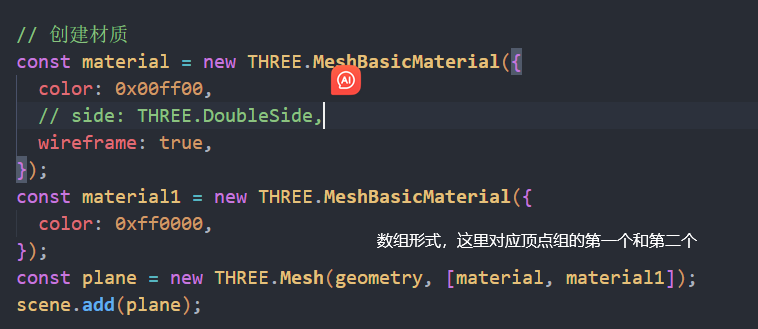 // 创建材质
const material = new THREE.MeshBasicMaterial({
  color: 0x00ff00,
  // side: THREE.DoubleSide,
  wireframe: true,
});
const material1 = new THREE.MeshBasicMaterial({
  color: 0xff0000,
});
数组形式，这里对应顶点组的第一个和第二个
const plane = new THREE.Mesh(geometry, [material, material1]);
scene.add(plane);
AI